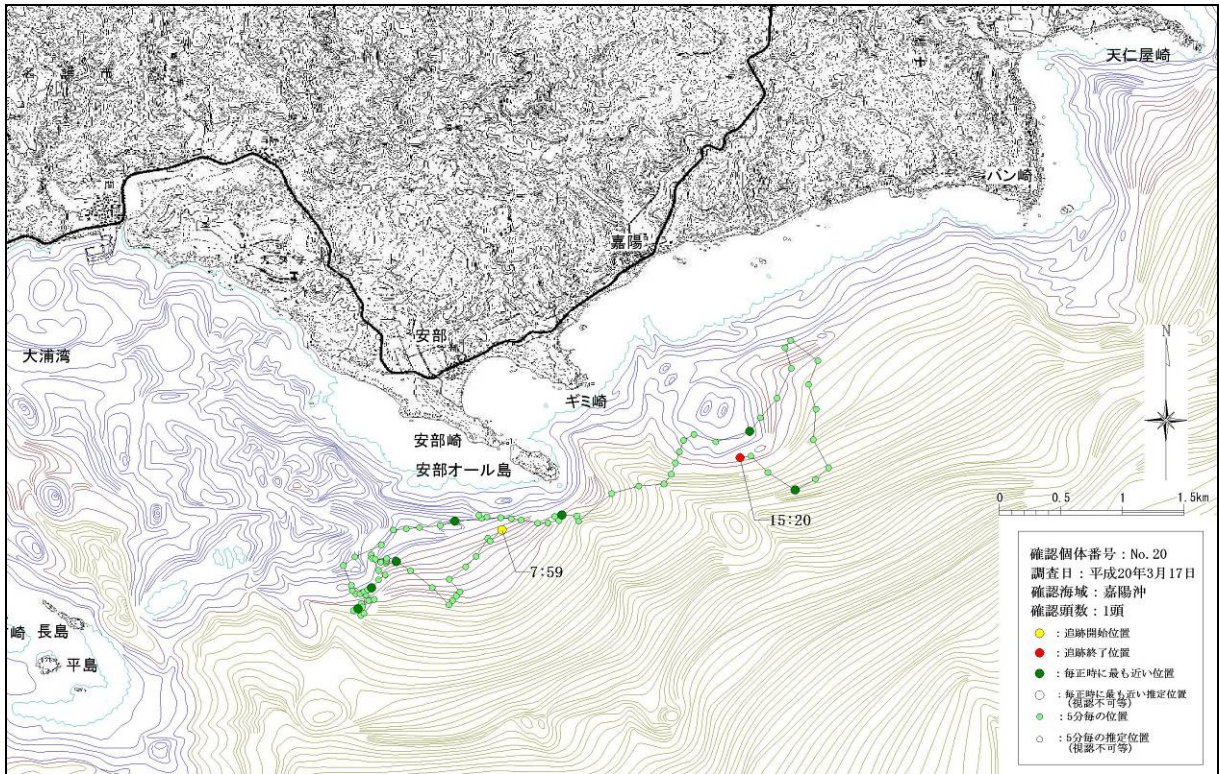 天仁屋崎
バン崎
嘉陽
大浦湾
安部
ギミ崎
安部崎
安部オール島
N
0 0.5 1 1.5km
15:20
7:59
崎
長島
平島
確認個体番号：No.20
調査日：平成20年3月17日
確認海域：嘉陽沖
確認頭数：1頭
：追跡開始位置
：追跡終了位置
：毎正時に最も近い位置
：毎正時に最も近い推定位置
(視認不可等)
：5分毎の位置
：5分毎の推定位置
(視認不可等)